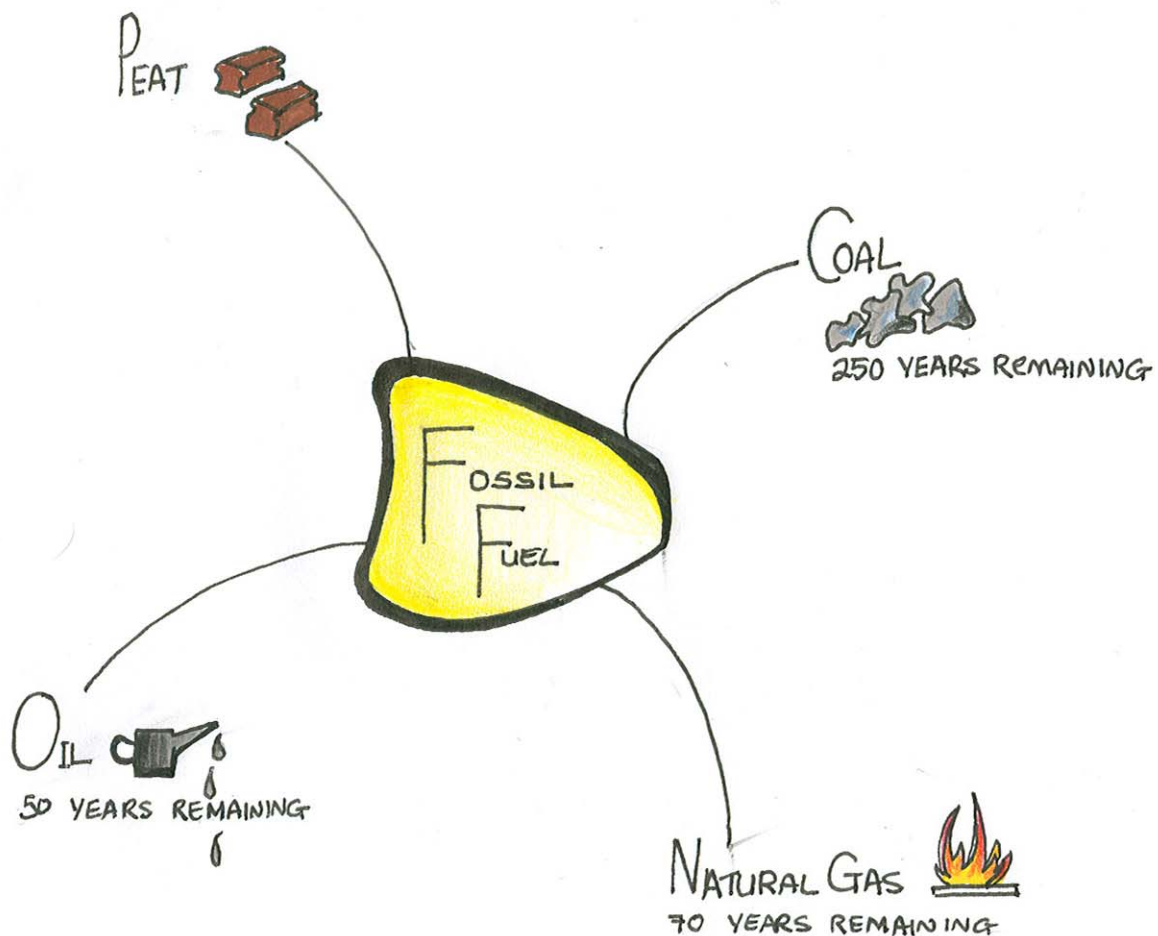 PEAT
COAL
250 YEARS REMAINING
FOSSIL
FUEL
OIL
50 YEARS REMAINING
NATURAL GAS
70 YEARS REMAINING